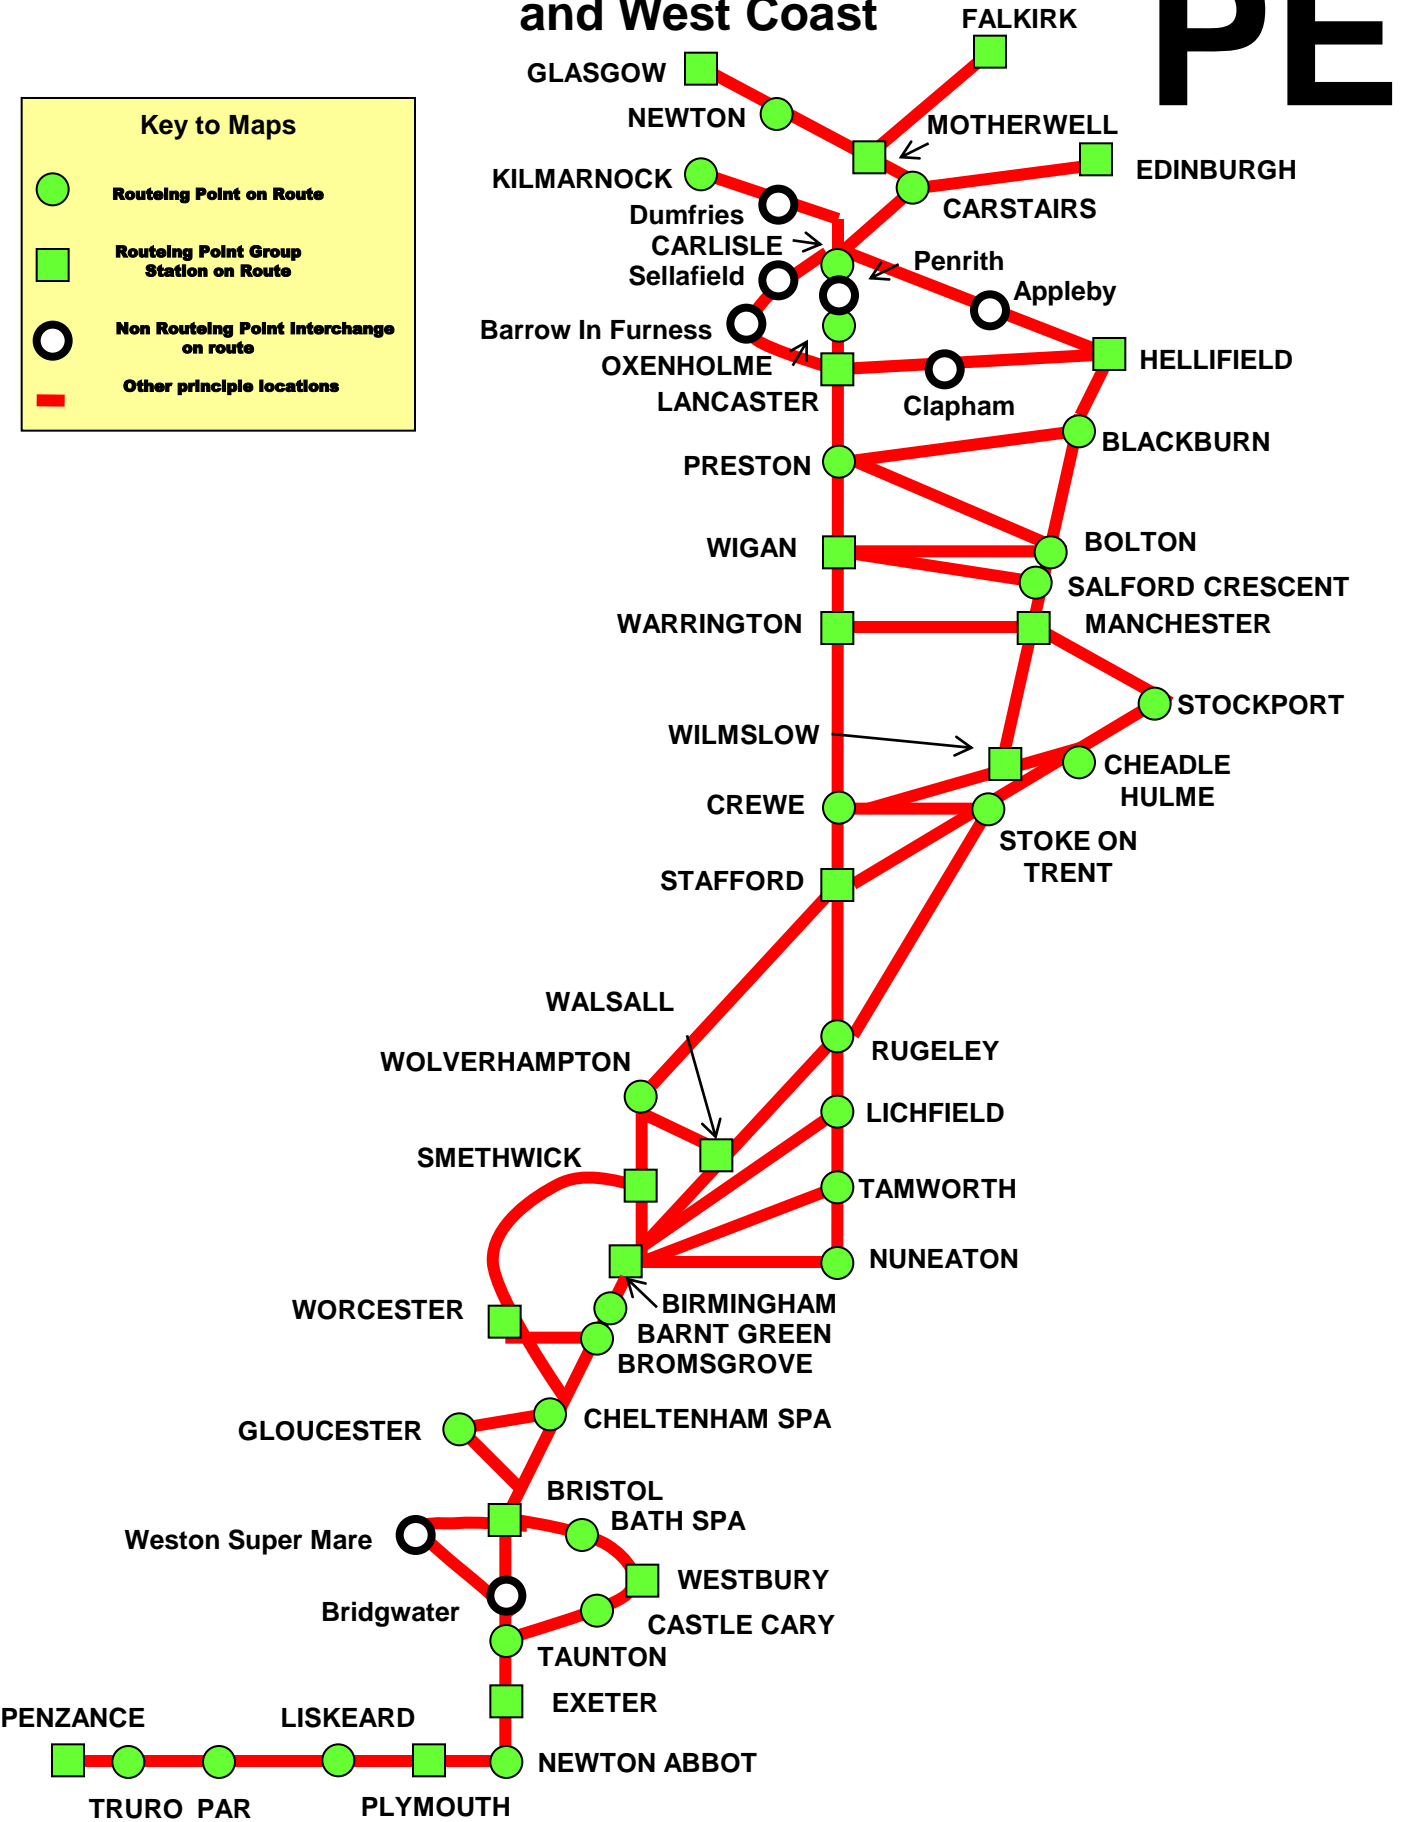 and West Coast
PE
FALKIRK
GLASGOW
Key to Maps
NEWTON
MOTHERWELL
EDINBURGH
KILMARNOCK
Routeing Point on Route
Dumfries
CARSTAIRS
CARLISLE
Routeing Point Group
Station on Route
Penrith
Sellafield
Appleby
Non Routeing Point Interchange
on route
Barrow In Furness
OXENHOLME
HELLIFIELD
Other principle locations
LANCASTER
Clapham
BLACKBURN
PRESTON
WIGAN
BOLTON
SALFORD CRESCENT
WARRINGTON
MANCHESTER
STOCKPORT
WILMSLOW
CHEADLE
HULME
CREWE
STOKE ON
TRENT
STAFFORD
WALSALL
RUGELEY
WOLVERHAMPTON
LICHFIELD
SMETHWICK
TAMWORTH
NUNEATON
WORCESTER
BIRMINGHAM
BARNT GREEN
BROMSGROVE
CHELTENHAM SPA
GLOUCESTER
BRISTOL
BATH SPA
Weston Super Mare
WESTBURY
Bridgwater
CASTLE CARY
TAUNTON
EXETER
PENZANCE
LISKEARD
NEWTON ABBOT
TRURO PAR
PLYMOUTH